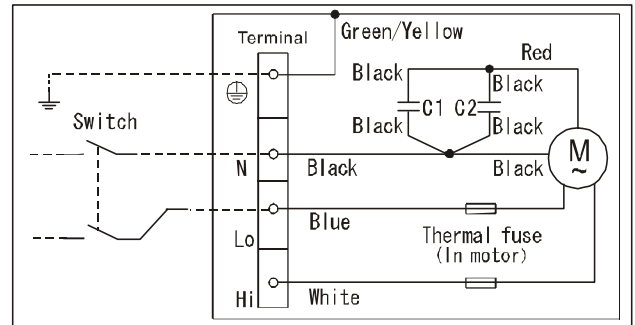 Terminal
Green/Yellow
Red
Black
Black
C1 C2
Black
Black
Switch
M
~
N
Black
Black
Blue
Lo
Thermal fuse
(In motor)
Hi
White